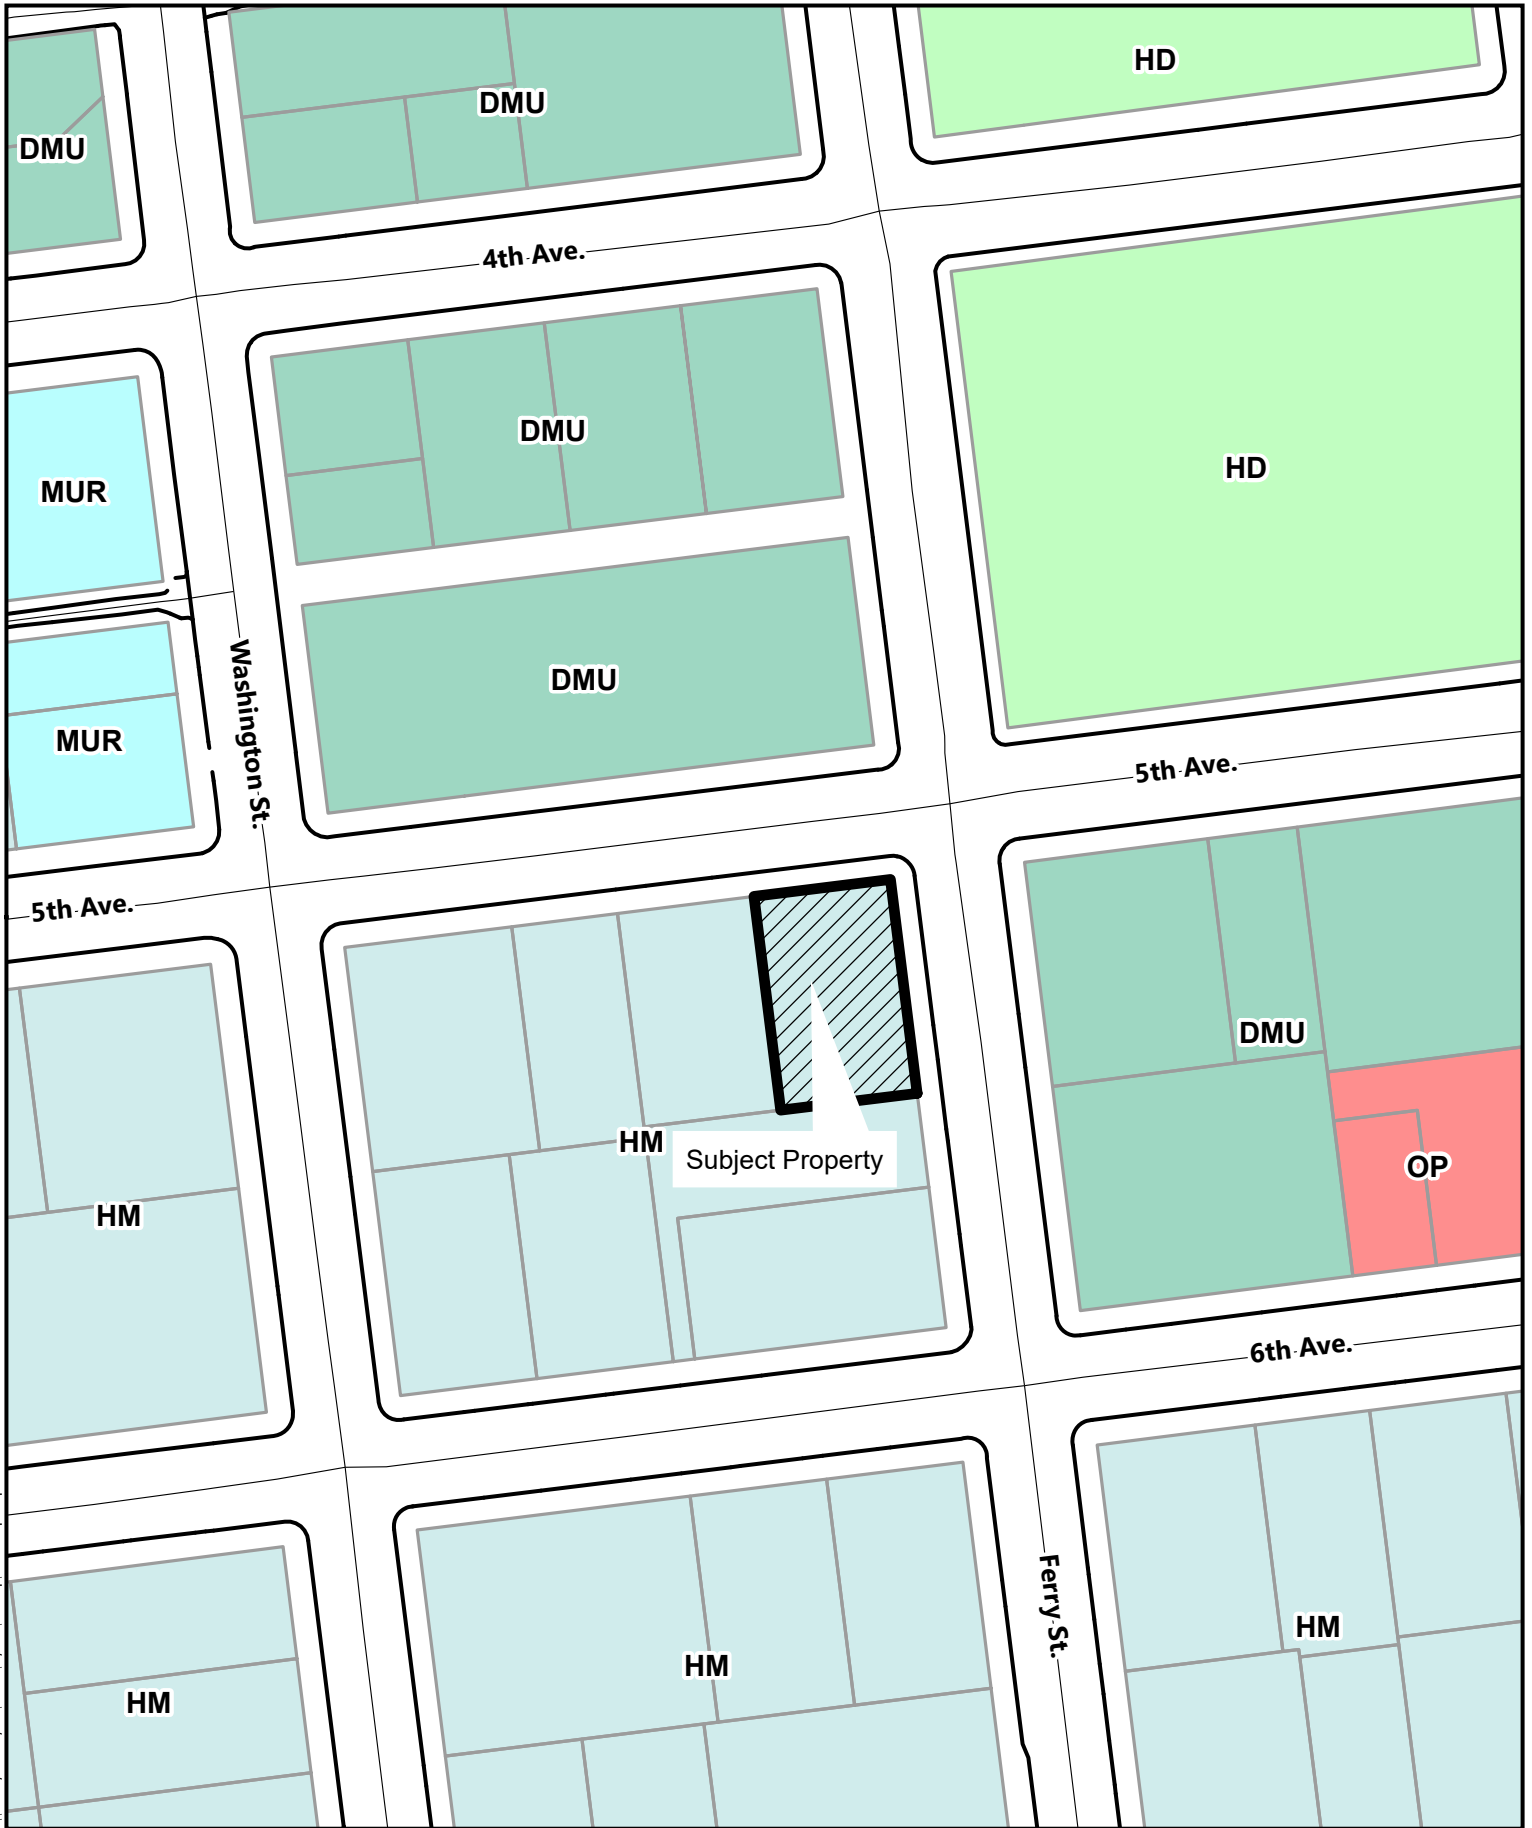 HD
DMU
DMU
4th Ave.
DMU
HD
MUR
Washington St.
DMU
MUR
5th Ave.
5th Ave.
DMU
HM
Subject Property
OP
HM
6th Ave.
Ferry St.
HM
HM
HM